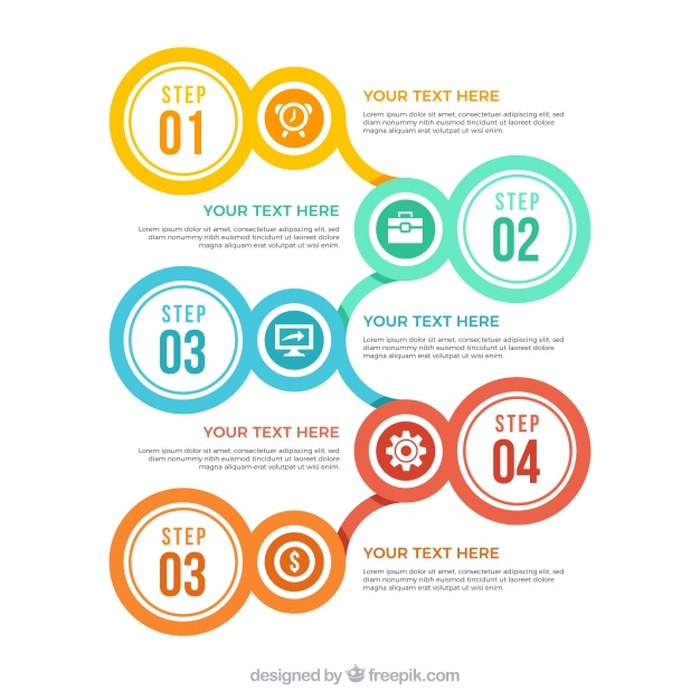 STEP
01
YOUR TEXT HERE
Lorem ipsum dolor sit amet, consectetuer adipiscing elit, sed
diam nonummy nibh euismod tincidunt ut laoreet dolore
magna aliquam erat volutpat ut wisi enim.
YOUR TEXT HERE
Lorem ipsum dolor sit amet, consectetuer adipiscing elit, sed
diam nonummy nibh euismod tincidunt ut laoreet dolore
magna aliquam erat volutpat ut wisi enim.
STEP
02
STEP
03
YOUR TEXT HERE
Lorem ipsum dolor sit amet, consectetuer adipiscing elit, sed
diam nonummy nibh euismod tincidunt ut laoreet dolore
magna aliquam erat volutpat ut wisi enim.
YOUR TEXT HERE
Lorem ipsum dolor sit amet, consectetuer adipiscing elit, sed
diam nonummy nibh euismod tincidunt ut laoreet dolore
magna aliquam erat volutpat ut wisi enim.
STEP
04
STEP
03
$
YOUR TEXT HERE
Lorem ipsum dolor sit amet, consectetuer adipiscing elit, sed
diam nonummy nibh euismod tincidunt ut laoreet dolore
magna aliquam erat volutpat ut wisi enim.
designed by freepik.com